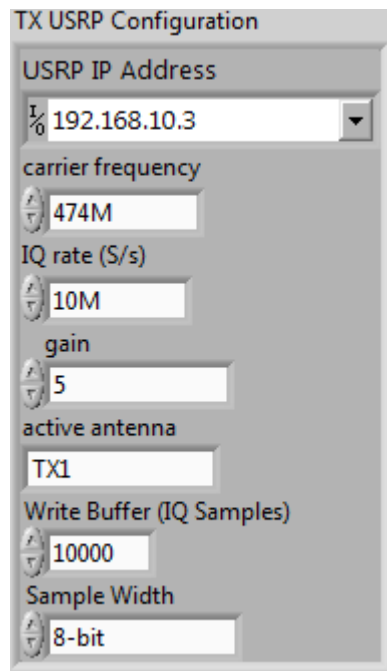 TX USRP Configuration
USRP IP Address
I/O 192.168.10.3
carrier frequency
474M
IQ rate (S/s)
10M
gain
5
active antenna
TX1
Write Buffer (IQ Samples)
10000
Sample Width
8-bit